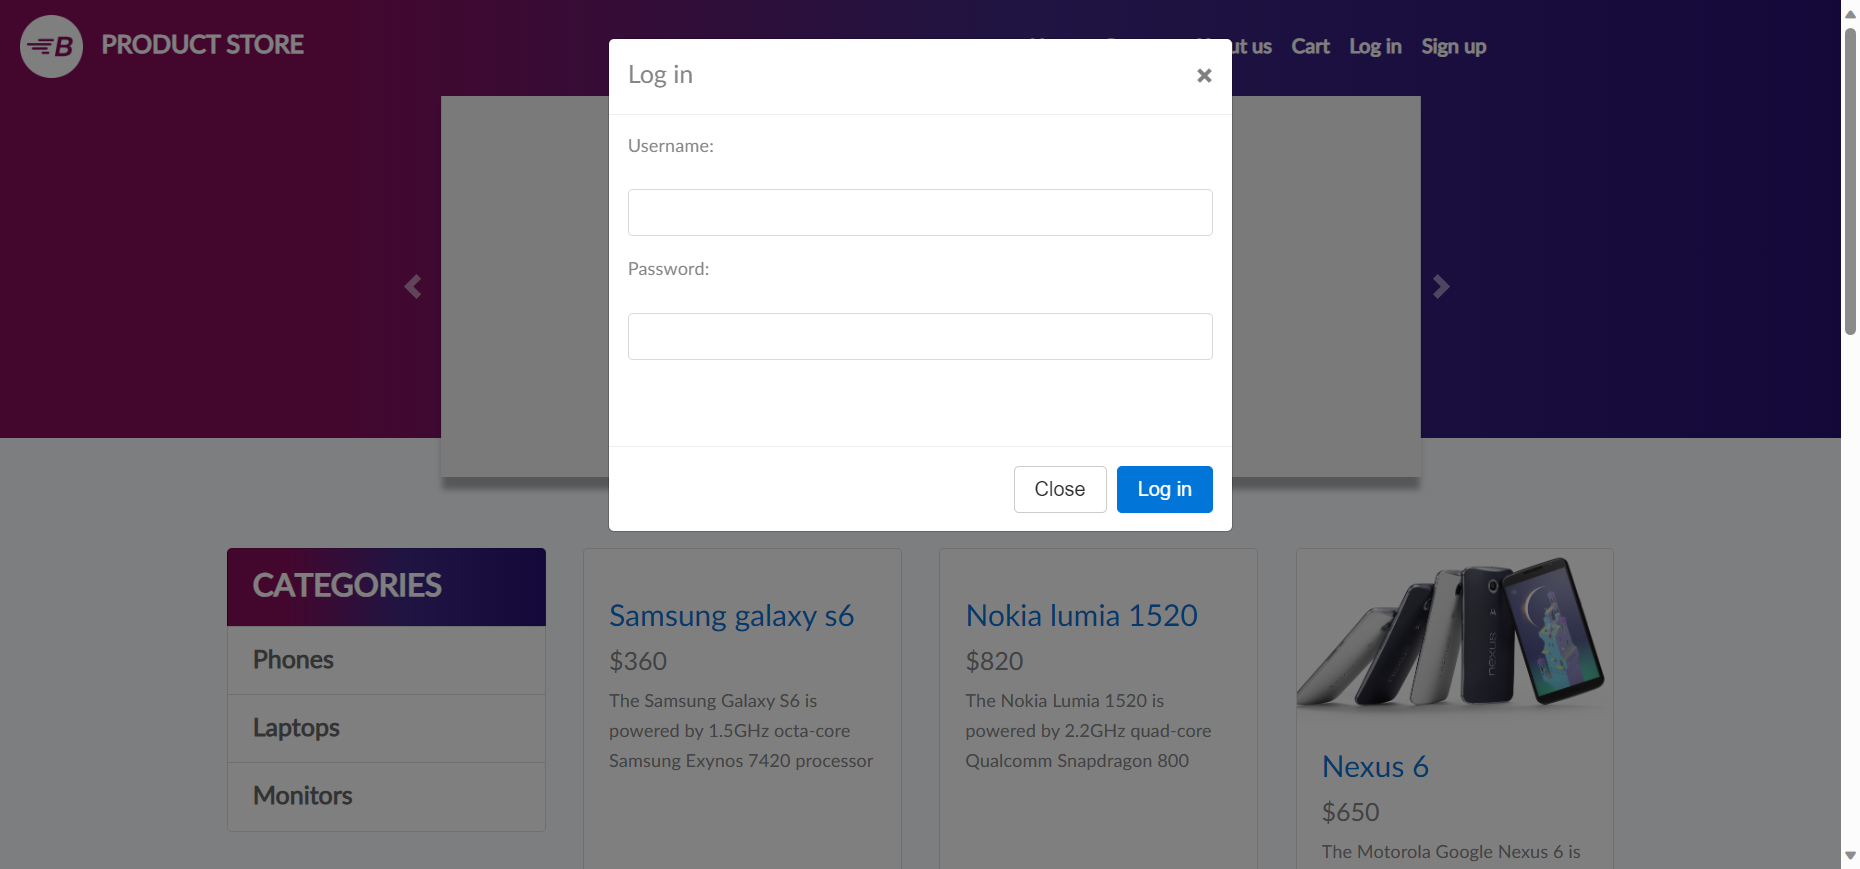 B PRODUCT STORE
ut us Cart Log in Sign up
Log in
Username:
Password:
Close Log in
CATEGORIES
Phones
Laptops
Monitors
Samsung galaxy s6
$360
The Samsung Galaxy S6 is
powered by 1.5GHz octa-core
Samsung Exynos 7420 processor
Nokia lumia 1520
$820
The Nokia Lumia 1520 is
powered by 2.2GHz quad-core
Qualcomm Snapdragon 800
nexus
Nexus 6
$650
The Motorola Google Nexus 6 is